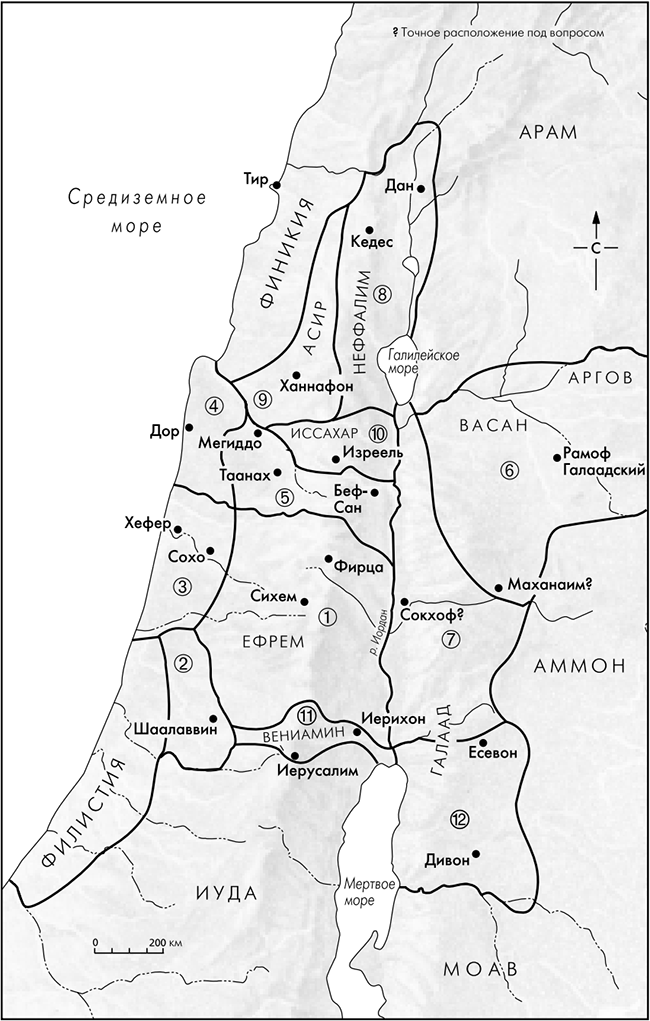 ? Точное расположение под вопросом
АРАМ
Тир
Дан
Средиземное
море
Кедес
С
ФИНИКИЯ
НЕФФАЛИМ
⑧
АСИР
Галилейское
море
Ханнафон
АРГОВ
④
⑨
ВАСАН
Дор
Мегиддо
ИССАХАР
⑩
Изреель
Рамоф
Галаадский
⑥
Таанах
⑤
Беф-
Сан
Хефер
Сохо
Фирца
③
Сихем
①
Маханаим?
Сокхоф?
р. Иордан
⑦
ЕФРЕМ
②
АММОН
⑪
Шаалаввин
ВЕНИАМИН
Иерихон
ГАЛААД
Есевон
Иерусалим
ФИЛИСТИЯ
⑫
Дивон
ИУДА
Мертвое
море
0 200 км
МОАВ